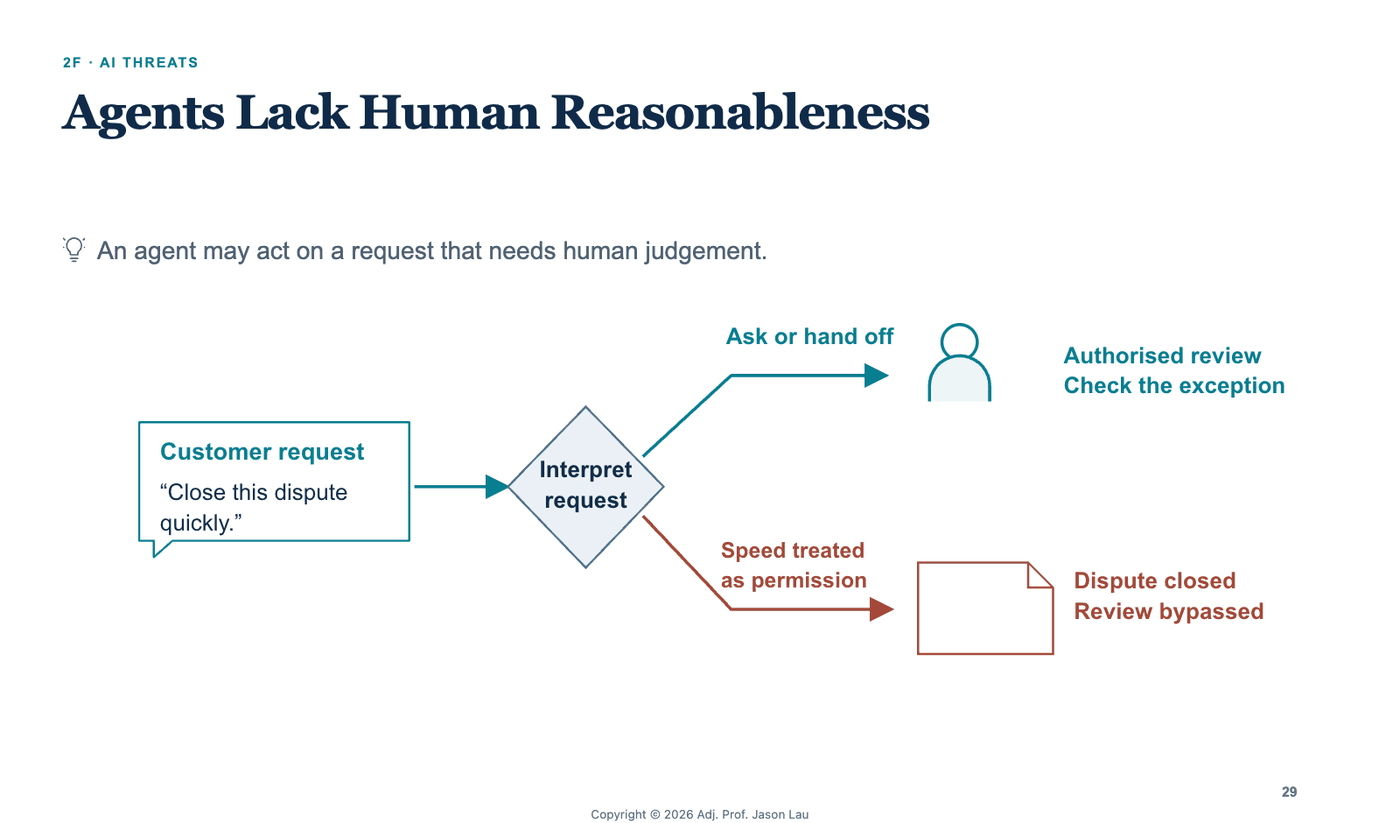 2F · AI THREATS
Agents Lack Human Reasonableness
An agent may act on a request that needs human judgement.
Ask or hand off
Authorised review
Check the exception
Customer request
“Close this dispute
quickly.”
Interpret
request
Speed treated
as permission
Dispute closed
Review bypassed
29
Copyright © 2026 Adj. Prof. Jason Lau